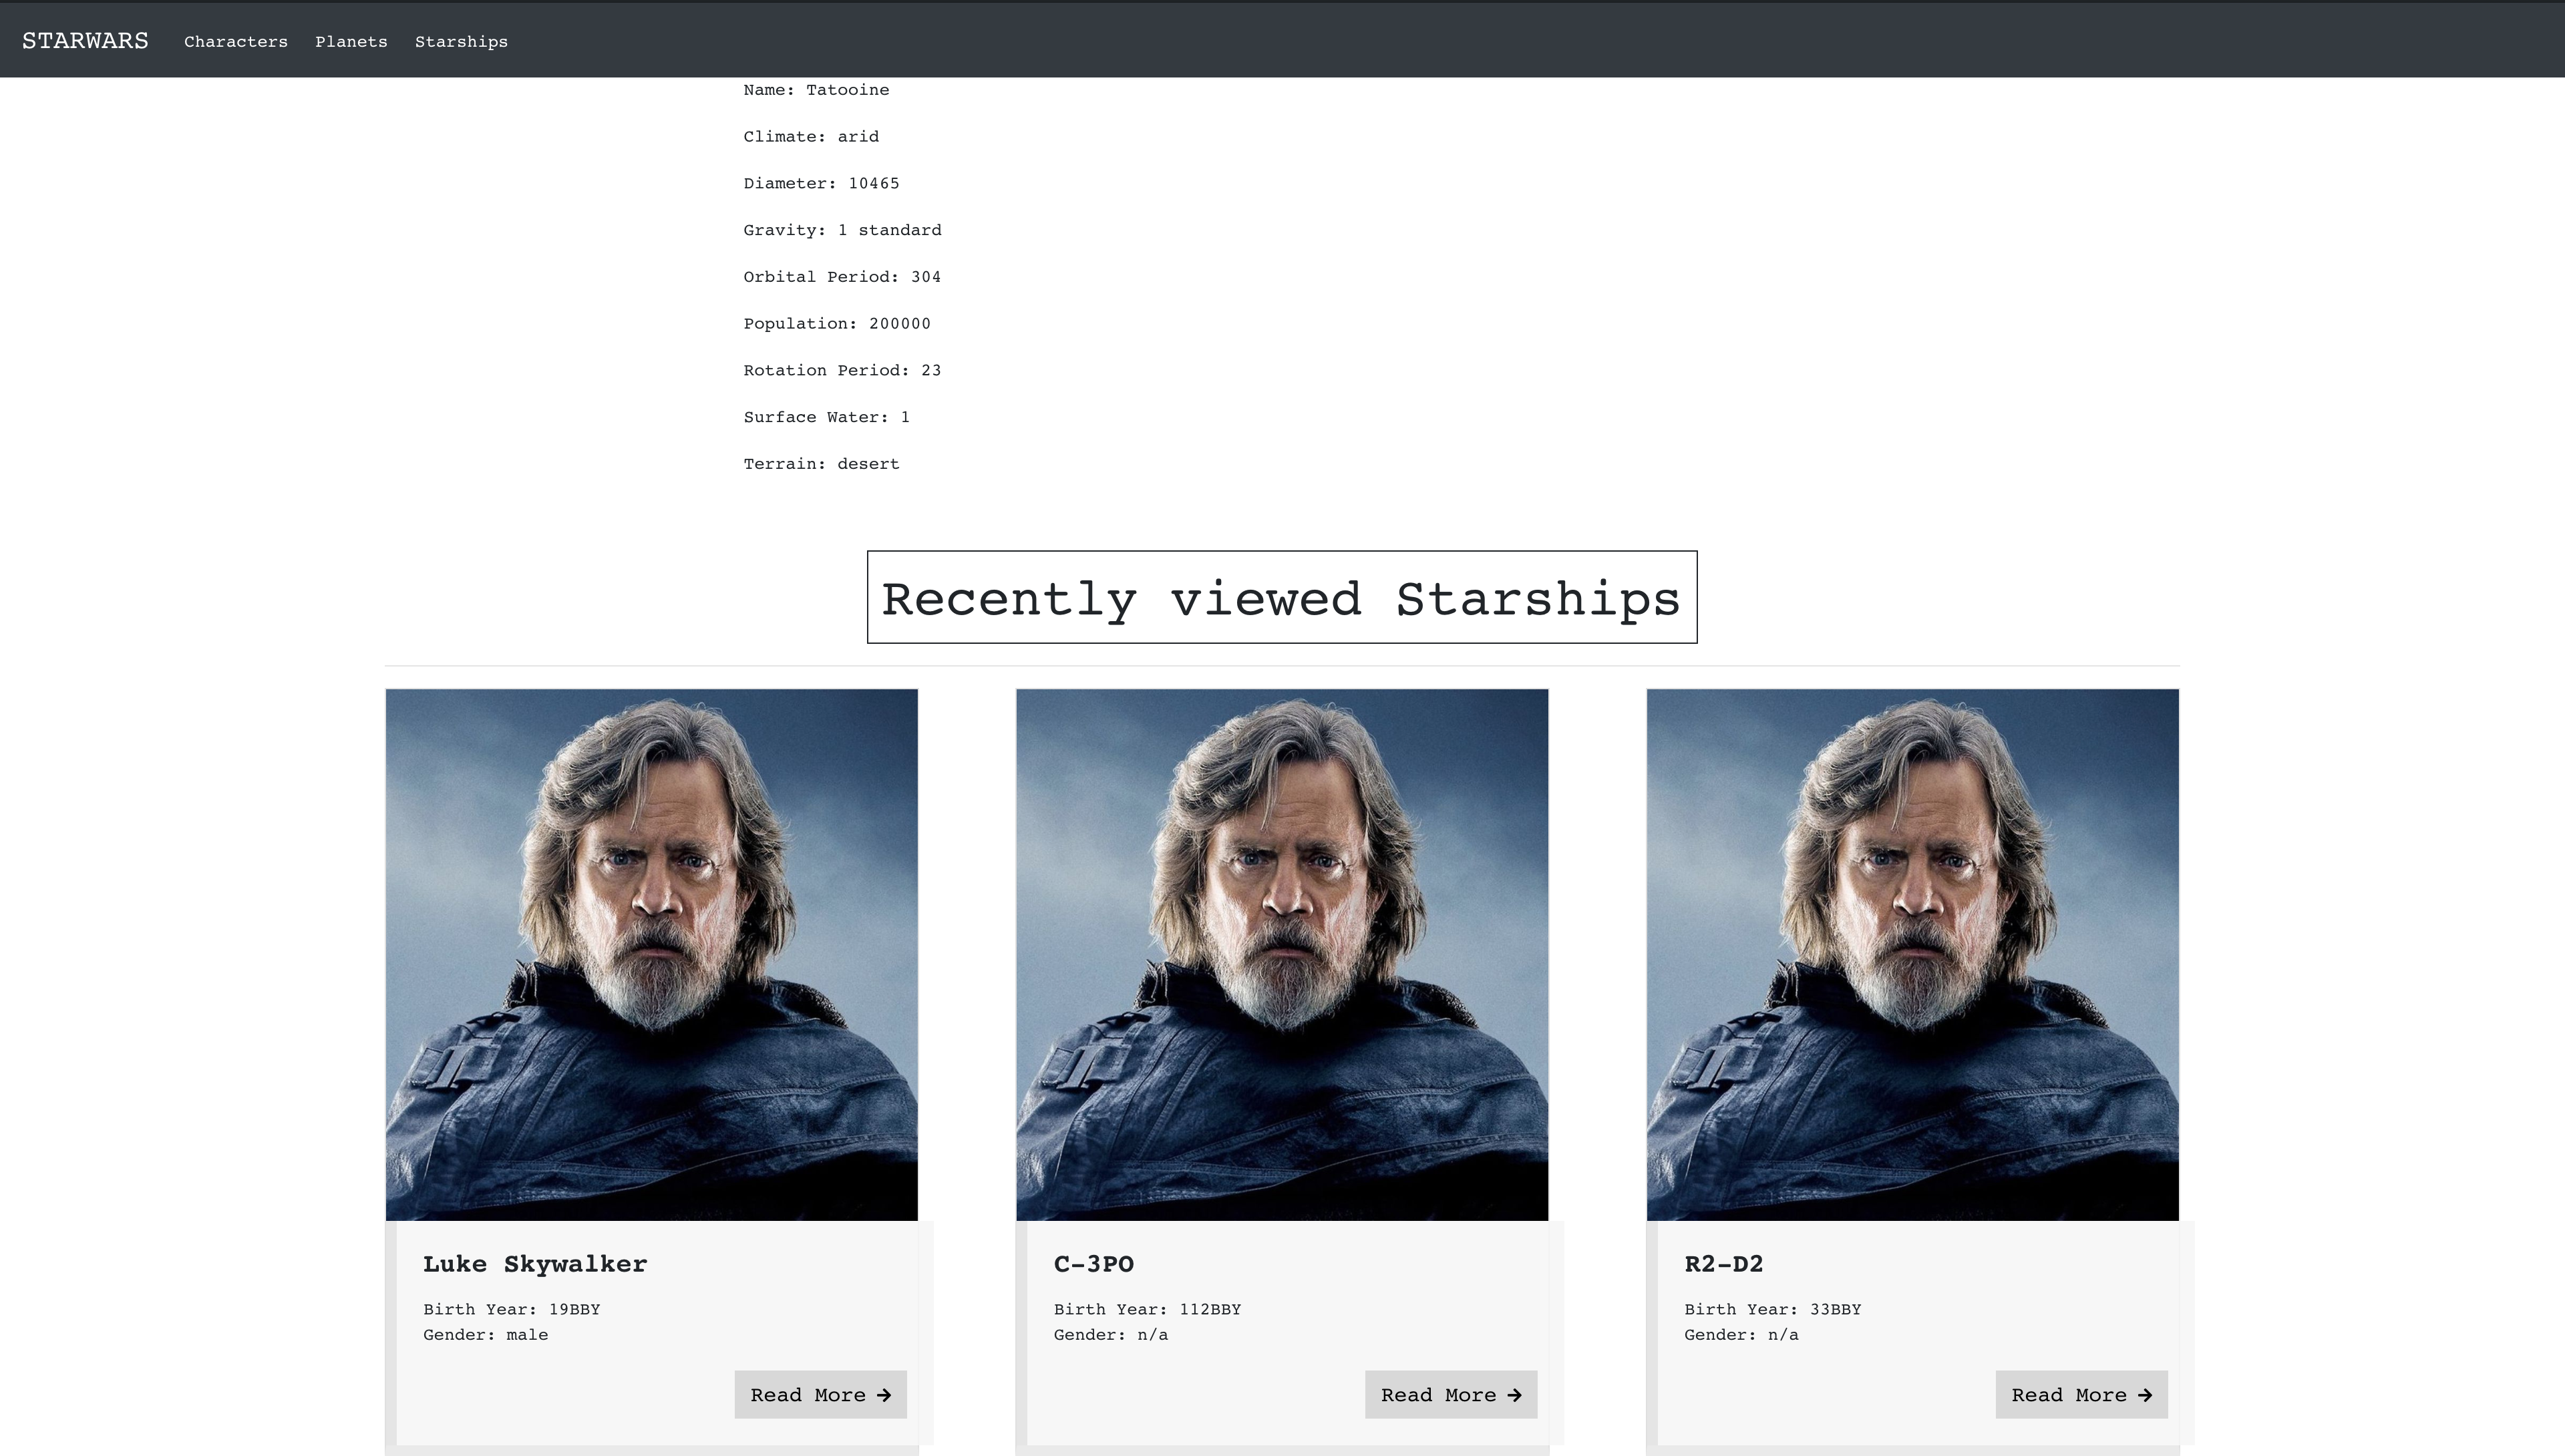 STARWARS Characters Planets Starships
Name: Tatooine
Climate: arid
Diameter: 10465
Gravity: 1 standard
Orbital Period: 304
Population: 200000
Rotation Period: 23
Surface Water: 1
Terrain: desert
Recently viewed Starships
Luke Skywalker
Birth Year: 19BBY
Gender: male
Read More →
C-3PO
Birth Year: 112BBY
Gender: n/a
Read More →
R2-D2
Birth Year: 33BBY
Gender: n/a
Read More →